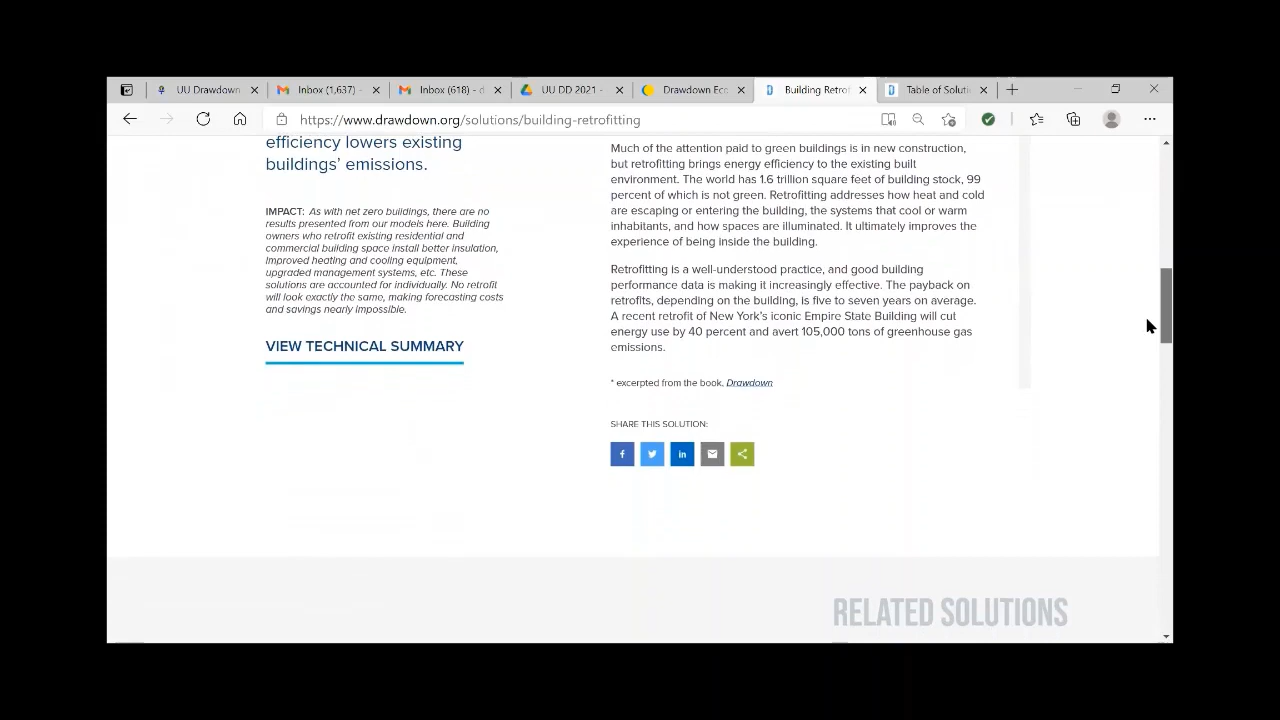 UU Drawdown
Inbox (1,637) -
Inbox (618) - d
UU DD 2021 -
Drawdown Ec
Building Retrof
Table of Soluti
https://www.drawdown.org/solutions/building-retrofitting
efficiency lowers existing
buildings’ emissions.
IMPACT: As with net zero buildings, there are no
results presented from our models here. Building
owners who retrofit existing residential and
commercial building space install better insulation,
improved heating and cooling equipment,
upgraded management systems, etc. These
solutions are accounted for individually. No retrofit
will look exactly the same, making forecasting costs
and savings nearly impossible.
VIEW TECHNICAL SUMMARY
Much of the attention paid to green buildings is in new construction,
but retrofitting brings energy efficiency to the existing built
environment. The world has 1.6 trillion square feet of building stock, 99
percent of which is not green. Retrofitting addresses how heat and cold
are escaping or entering the building, the systems that cool or warm
inhabitants, and how spaces are illuminated. It ultimately improves the
experience of being inside the building.
Retrofitting is a well-understood practice, and good building
performance data is making it increasingly effective. The payback on
retrofits, depending on the building, is five to seven years on average.
A recent retrofit of New York’s iconic Empire State Building will cut
energy use by 40 percent and avert 105,000 tons of greenhouse gas
emissions.
* excerpted from the book, Drawdown
SHARE THIS SOLUTION:
RELATED SOLUTIONS